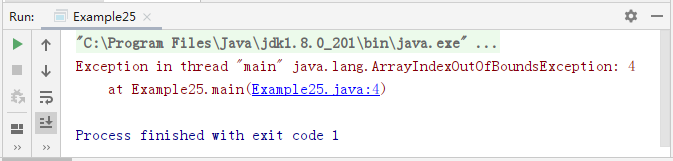 Run: Example25
"C:\Program Files\Java\jdk1.8.0_201\bin\java.exe" ...
Exception in thread "main" java.lang.ArrayIndexOutOfBoundsException: 4
    at Example25.main(Example25.java:4)
Process finished with exit code 1